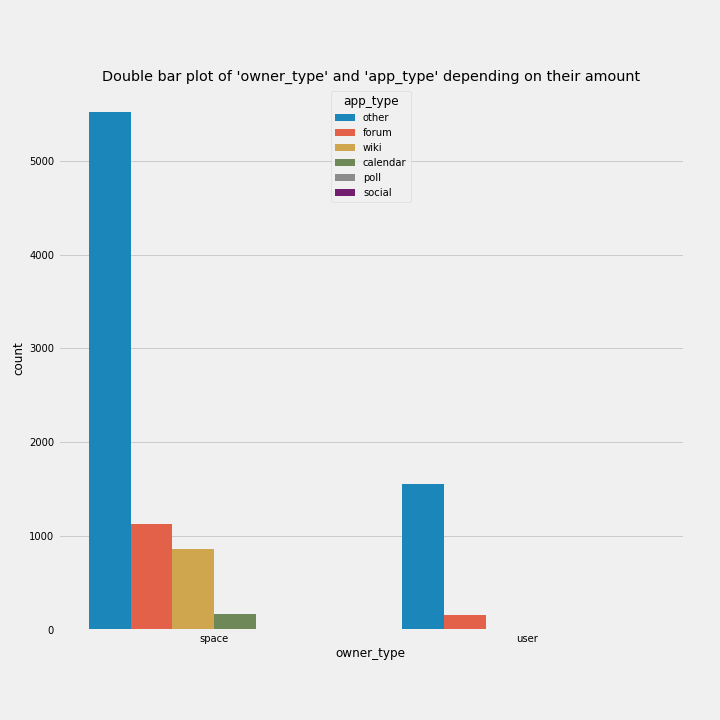 Double bar plot of 'owner_type' and 'app_type' depending on their amount
app_type
other
forum
wiki
calendar
poll
social
5000
4000
3000
2000
1000
0
count
space
user
owner_type